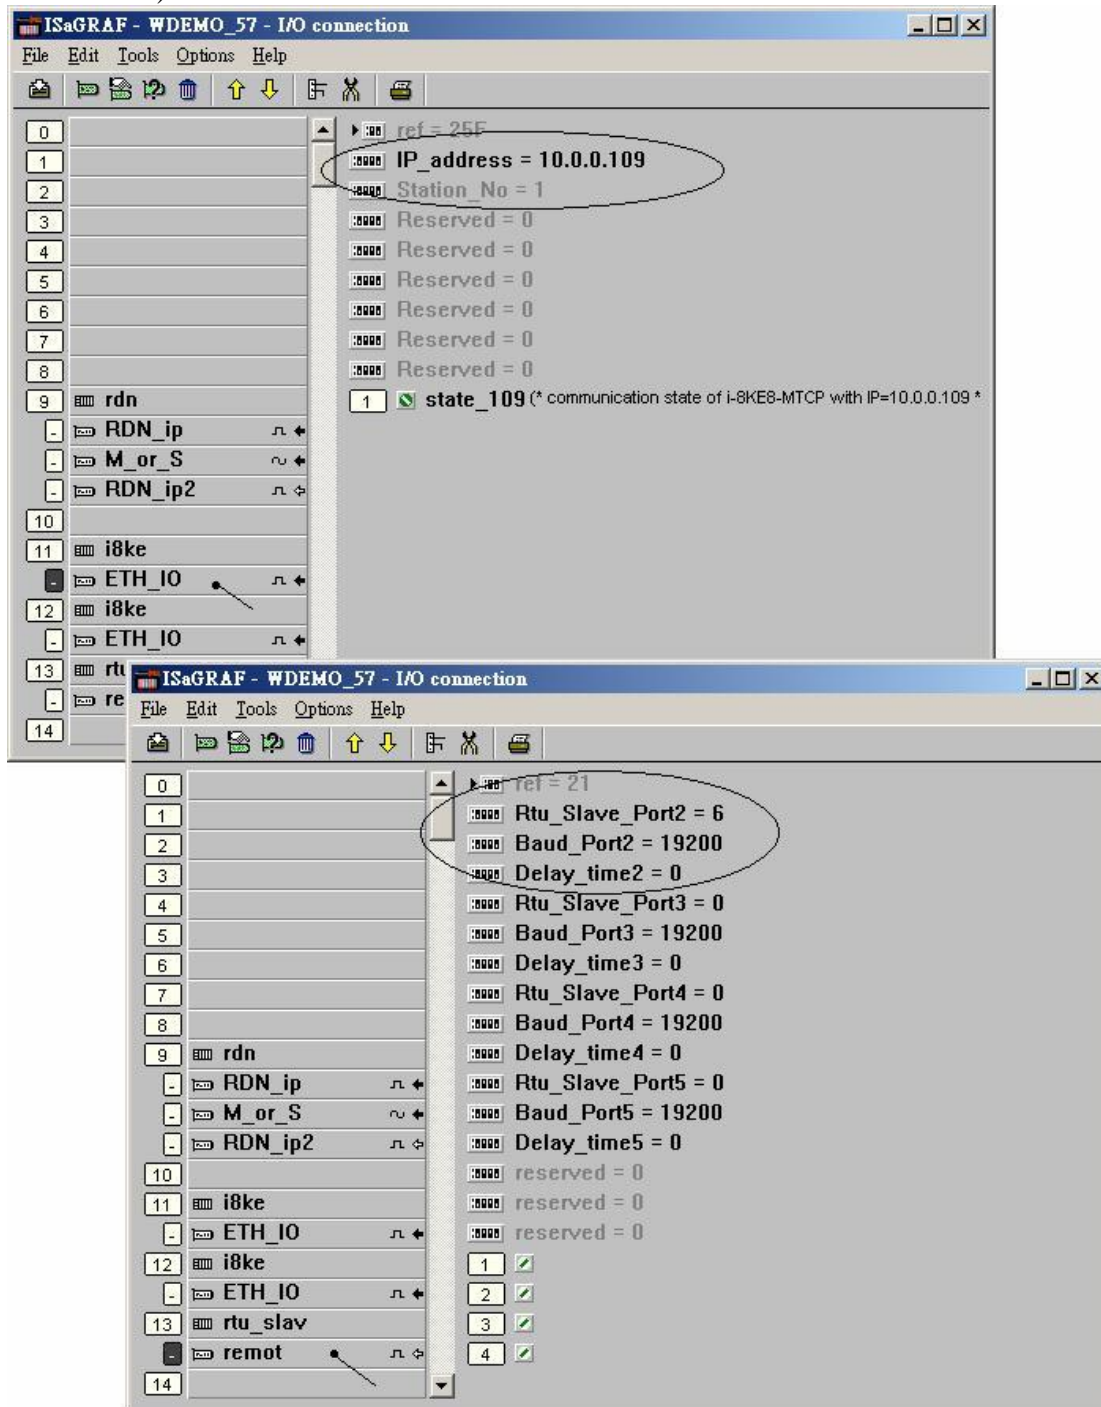 ISaGRAF - WDEMO_57 - I/O connection
File Edit Tools Options Help
0
1
2
3
4
5
6
7
8
9 rdn
- RDN_ip
- M_or_S
- RDN_ip2
10
11 i8ke
- ETH_IO
12 i8ke
- ETH_IO
13
-
14
ref = 25F
IP_address = 10.0.0.109
Station_No = 1
Reserved = 0
Reserved = 0
Reserved = 0
Reserved = 0
Reserved = 0
Reserved = 0
1 state_109 (* communication state of i-8KE8-MTCP with IP=10.0.0.109 *
ISaGRAF - WDEMO_57 - I/O connection
File Edit Tools Options Help
0
1
2
3
4
5
6
7
8
9 rdn
- RDN_ip
- M_or_S
- RDN_ip2
10
11 i8ke
- ETH_IO
12 i8ke
- ETH_IO
13 rtu_slav
- remot
14
ref = 21
Rtu_Slave_Port2 = 6
Baud_Port2 = 19200
Delay_time2 = 0
Rtu_Slave_Port3 = 0
Baud_Port3 = 19200
Delay_time3 = 0
Rtu_Slave_Port4 = 0
Baud_Port4 = 19200
Delay_time4 = 0
Rtu_Slave_Port5 = 0
Baud_Port5 = 19200
Delay_time5 = 0
reserved = 0
reserved = 0
reserved = 0
1
2
3
4